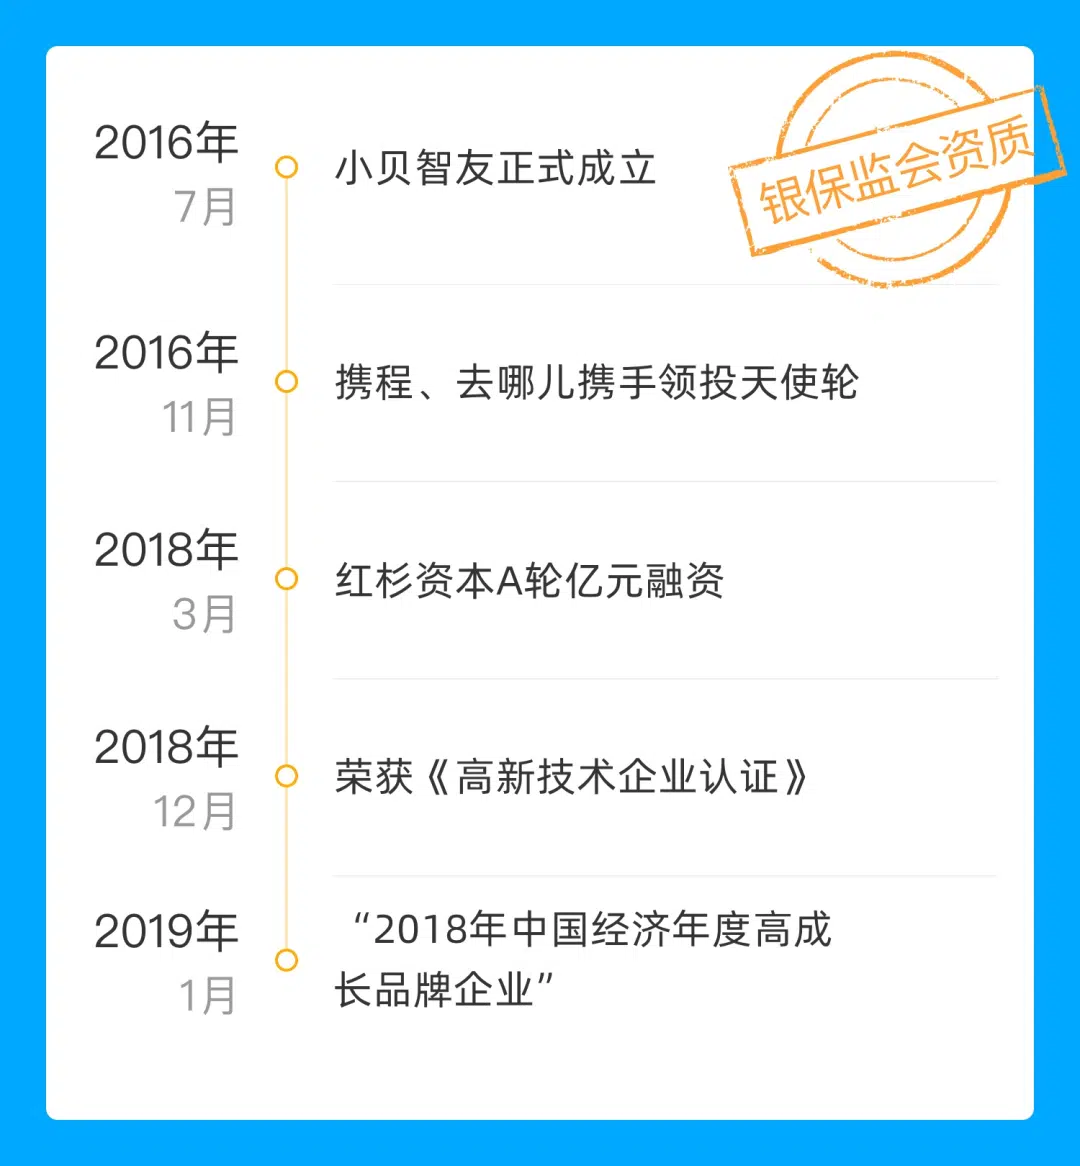 2016年
7月
小贝智友正式成立
银保监会资质
2016年
11月
携程、去哪儿携手领投天使轮
2018年
3月
红杉资本A轮亿元融资
2018年
12月
荣获《高新技术企业认证》
2019年
1月
“2018年中国经济年度高成
长品牌企业”